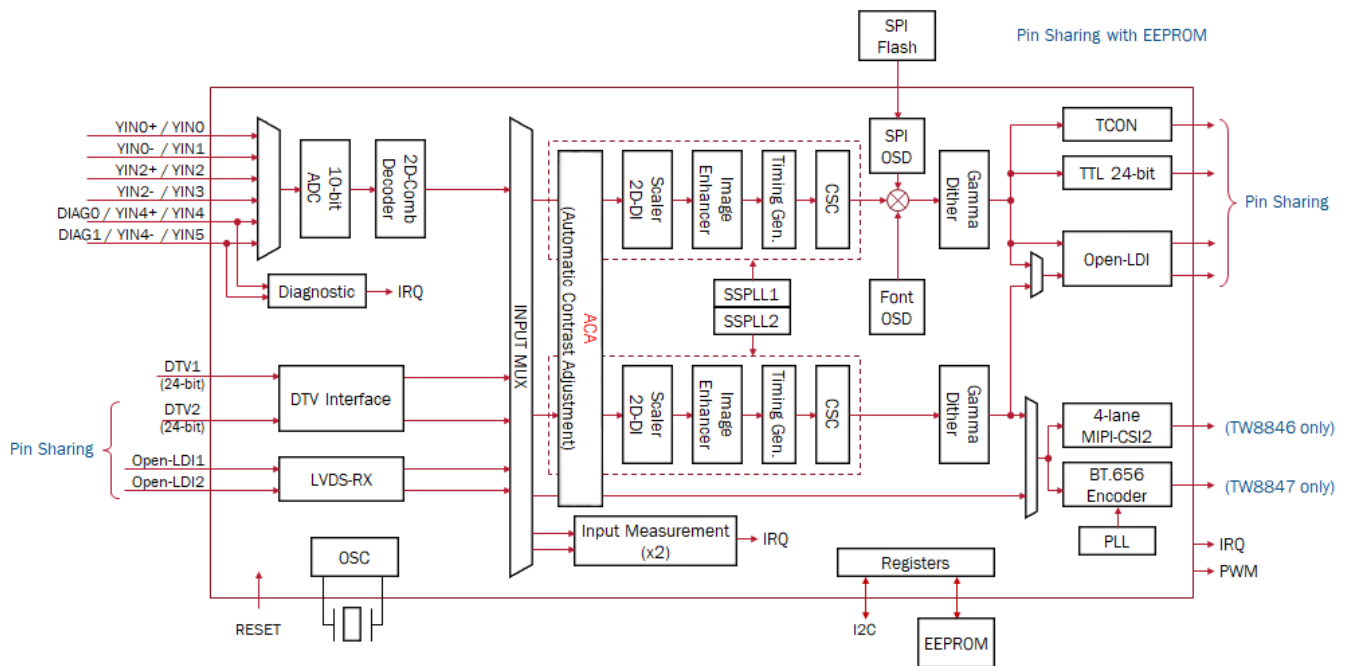 SPI
Flash
Pin Sharing with EEPROM
YIN0+ / YIN0
YIN0- / YIN1
YIN2+ / YIN2
YIN2- / YIN3
DIAG0 / YIN4+ / YIN4
DIAG1 / YIN4- / YIN5
10-bit
ADC
2D-Comb
Decoder
Diagnostic
IRQ
INPUT MUX
ACA
(Automatic Contrast Adjustment)
Scaler
2D-DI
Image
Enhancer
Timing Gen.
CSC
SPI
OSD
Gamma
Dither
TCON
TTL 24-bit
Open-LDI
Pin Sharing
SSPLL1
SSPLL2
Font
OSD
DTV1
(24-bit)
DTV2
(24-bit)
DTV Interface
Pin Sharing
Open-LDI1
Open-LDI2
LVDS-RX
Scaler
2D-DI
Image
Enhancer
Timing Gen.
CSC
Gamma
Dither
4-lane
MIPI-CSI2
(TW8846 only)
BT.656
Encoder
(TW8847 only)
PLL
Input Measurement
(x2)
IRQ
OSC
Registers
IRQ
PWM
RESET
I2C
EEPROM